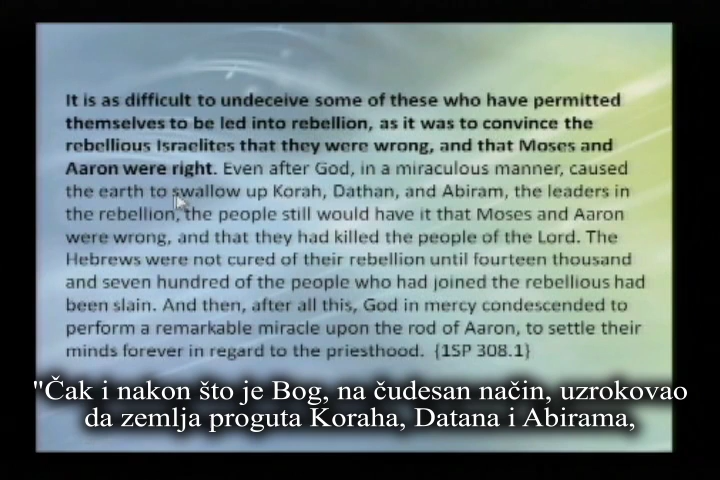 It is as difficult to undeceive some of these who have permitted
themselves to be led into rebellion, as it was to convince the
rebellious Israelites that they were wrong, and that Moses and
Aaron were right. Even after God, in a miraculous manner, caused
the earth to swallow up Korah, Dathan, and Abiram, the leaders in
the rebellion, the people still would have it that Moses and Aaron
were wrong, and that they had killed the people of the Lord. The
Hebrews were not cured of their rebellion until fourteen thousand
and seven hundred of the people who had joined the rebellious had
been slain. And then, after all this, God in mercy condescended to
perform a remarkable miracle upon the rod of Aaron, to settle their
minds forever in regard to the priesthood. {1SP 308.1}
"Čak i nakon što je Bog, na čudesan način, uzrokovao
da zemlja proguta Koraha, Datana i Abirama,